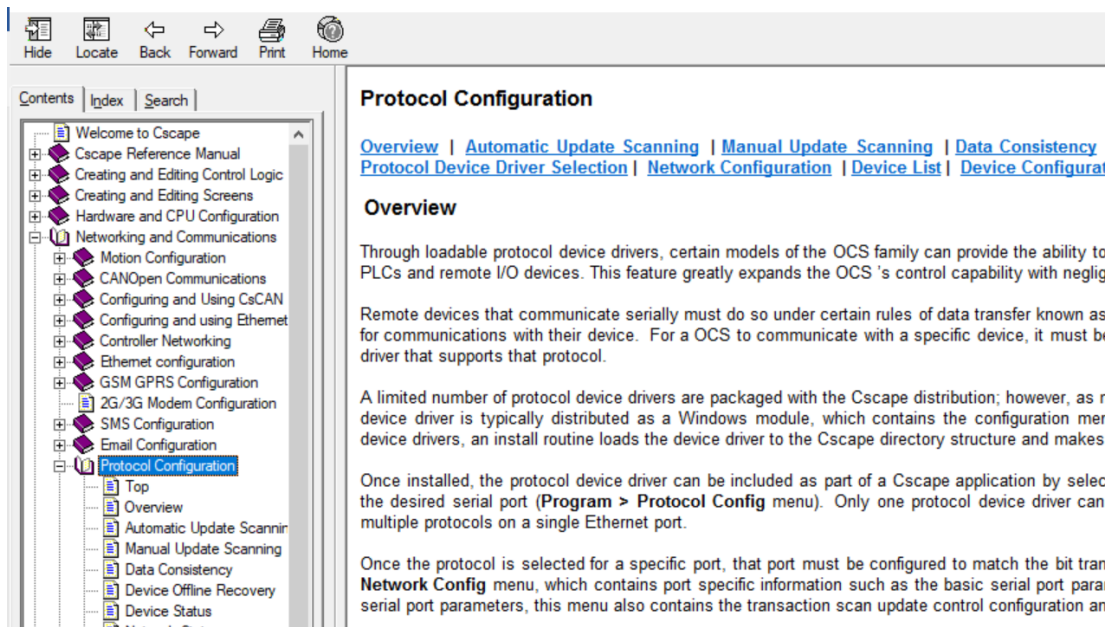 Hide Locate Back Forward Print Home
Contents Index Search
Welcome to Cscape
Cscape Reference Manual
Creating and Editing Control Logic
Creating and Editing Screens
Hardware and CPU Configuration
Networking and Communications
Motion Configuration
CANOpen Communications
Configuring and Using CsCAN
Configuring and using Ethernet
Controller Networking
Ethernet configuration
GSM GPRS Configuration
2G/3G Modem Configuration
SMS Configuration
Email Configuration
Protocol Configuration
Top
Overview
Automatic Update Scannin
Manual Update Scanning
Data Consistency
Device Offline Recovery
Device Status
Protocol Configuration
Overview | Automatic Update Scanning | Manual Update Scanning | Data Consistency
Protocol Device Driver Selection | Network Configuration | Device List | Device Configurat
Overview
Through loadable protocol device drivers, certain models of the OCS family can provide the ability to
PLCs and remote I/O devices. This feature greatly expands the OCS 's control capability with neglig
Remote devices that communicate serially must do so under certain rules of data transfer known as
for communications with their device. For a OCS to communicate with a specific device, it must be
driver that supports that protocol.
A limited number of protocol device drivers are packaged with the Cscape distribution; however, as
device driver is typically distributed as a Windows module, which contains the configuration
device drivers, an install routine loads the device driver to the Cscape directory structure and makes
Once installed, the protocol device driver can be included as part of a Cscape application by selec
the desired serial port (Program > Protocol Config menu). Only one protocol device driver can
multiple protocols on a single Ethernet port.
Once the protocol is selected for a specific port, that port must be configured to match the bit tran
Network Config menu, which contains port specific information such as the basic serial port para
serial port parameters, this menu also contains the transaction scan update control configuration an